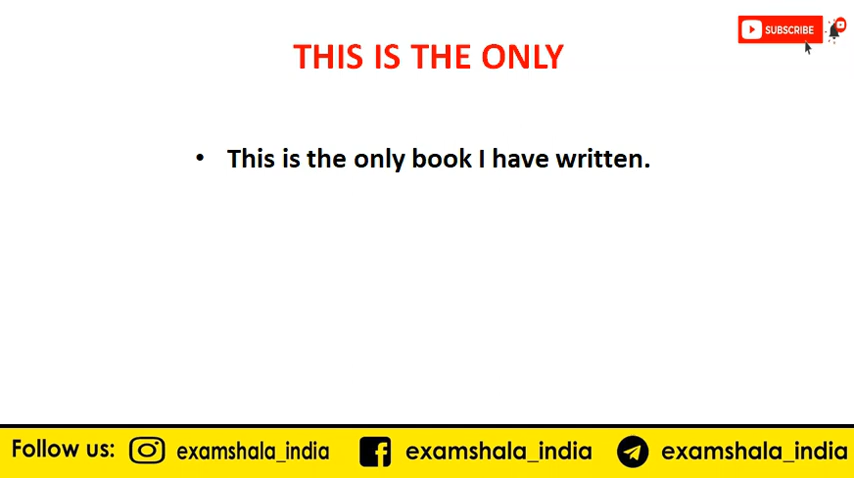 SUBSCRIBE
THIS IS THE ONLY
• This is the only book I have written.
Follow us: examshala_india examshala_india examshala_india